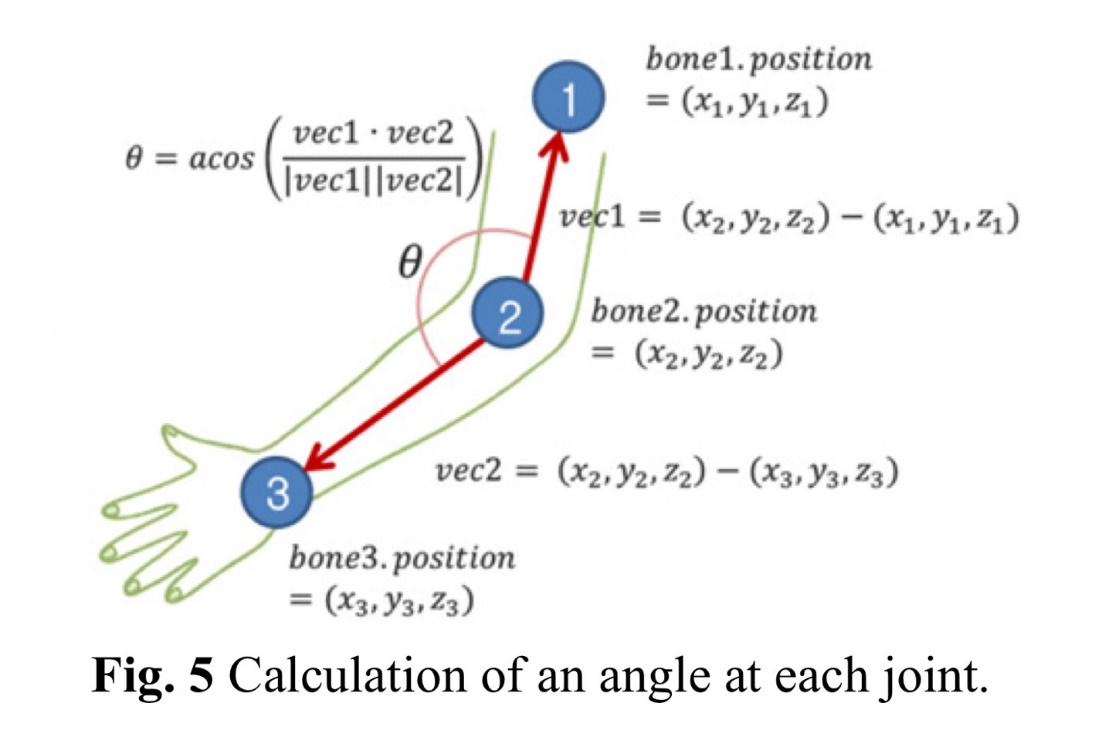 bone1.position
= (x₁, y₁, z₁)
1
θ = acos (vec1 · vec2 / |vec1||vec2|)
vec1 = (x₂, y₂, z₂) − (x₁, y₁, z₁)
θ
2
bone2.position
= (x₂, y₂, z₂)
vec2 = (x₂, y₂, z₂) − (x₃, y₃, z₃)
3
bone3.position
= (x₃, y₃, z₃)
Fig. 5 Calculation of an angle at each joint.